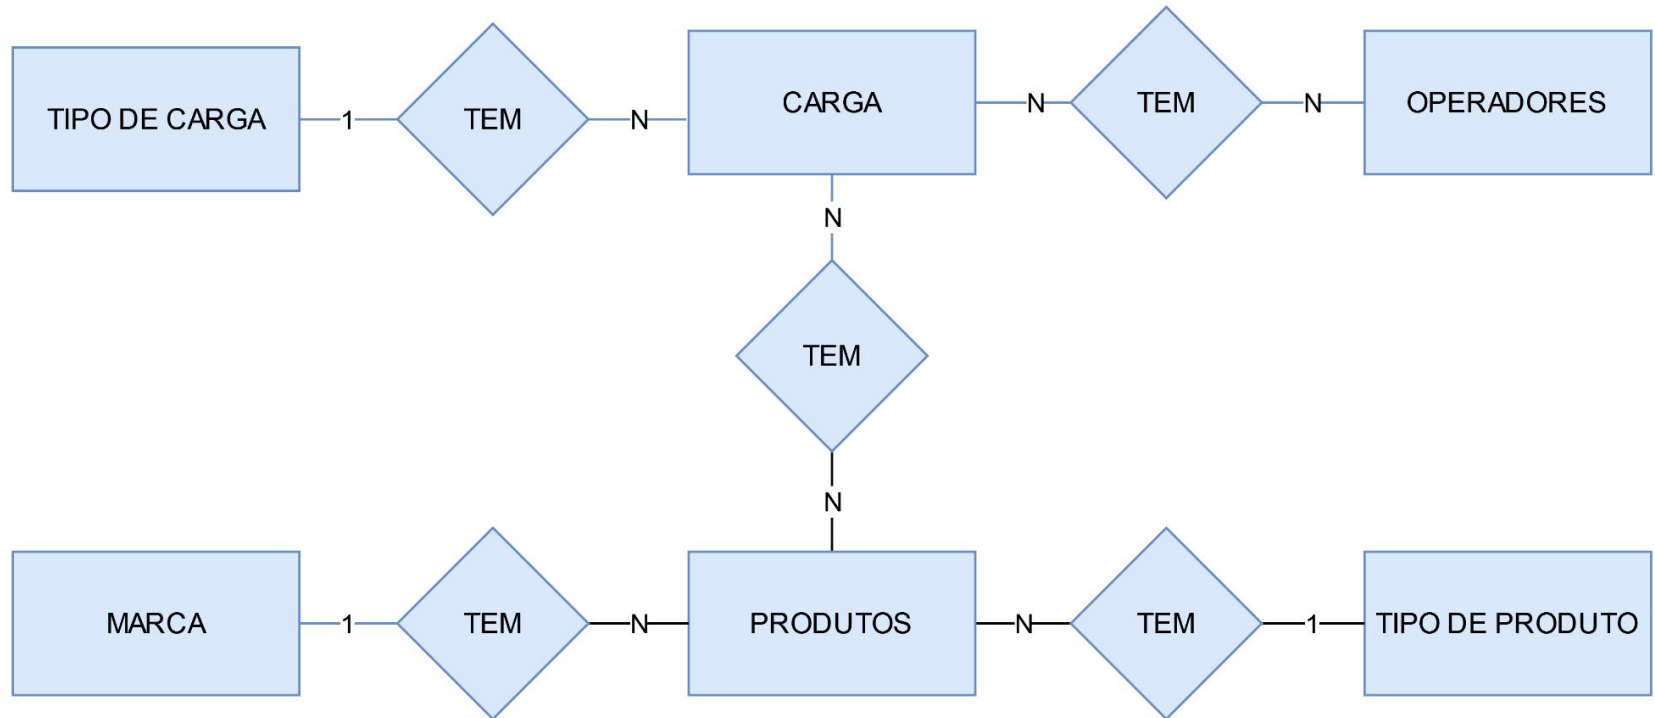 TIPO DE CARGA
1
TEM
N
CARGA
N
TEM
N
OPERADORES
N
TEM
N
MARCA
1
TEM
N
PRODUTOS
N
TEM
1
TIPO DE PRODUTO